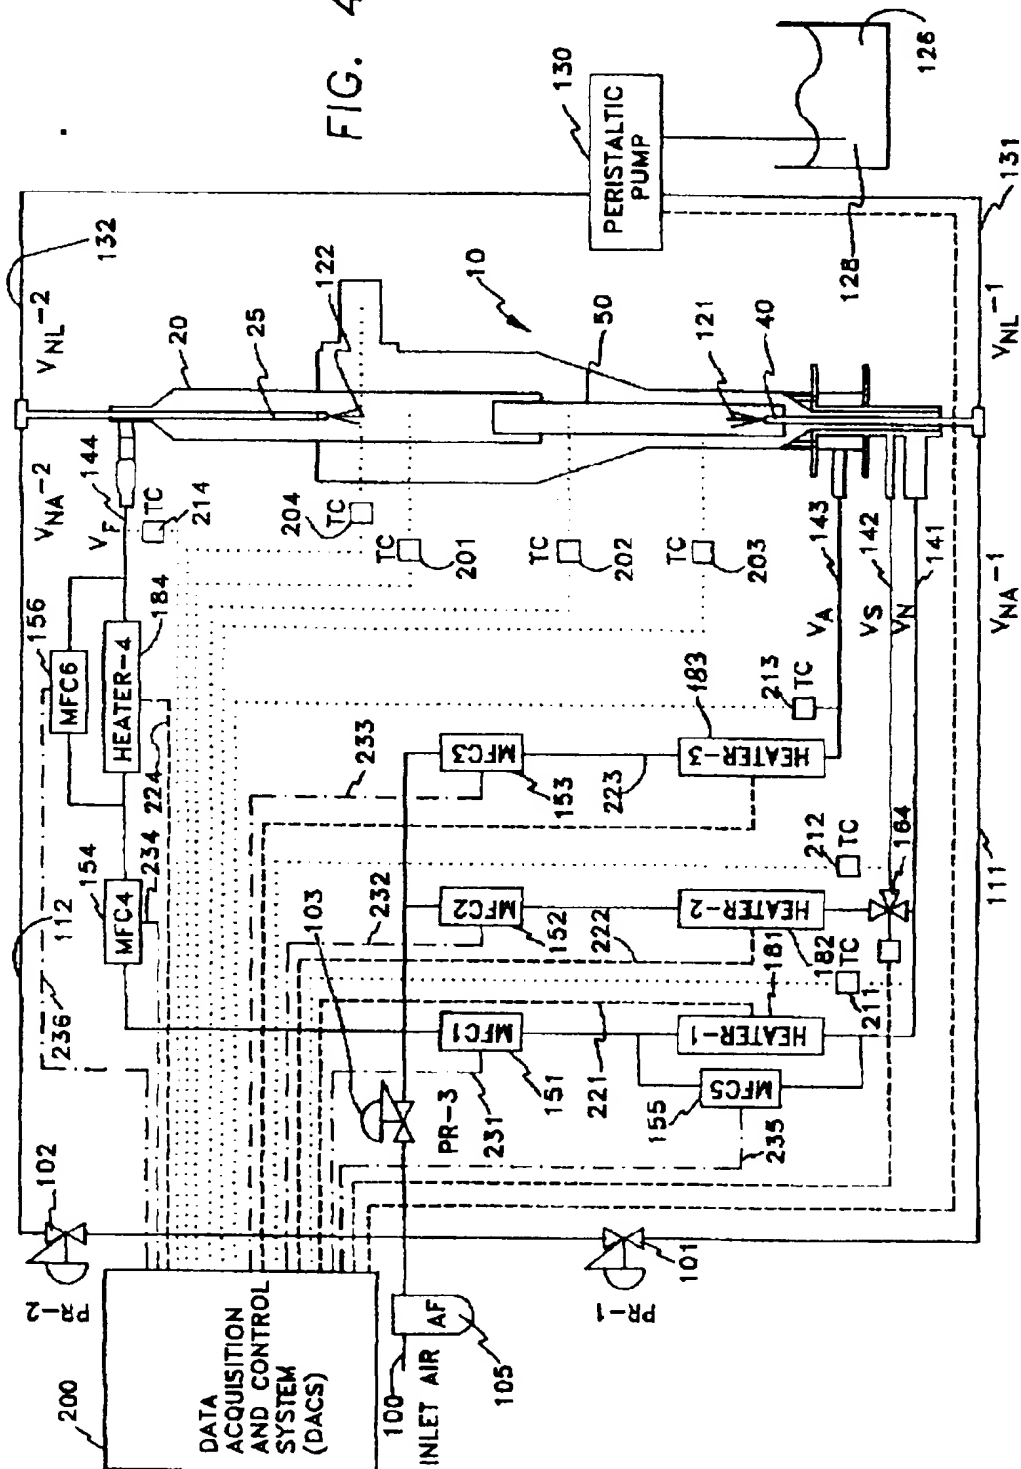 FIG. 4
132
V_NL-2
20
25
122
10
50
121
40
V_NL-1
131
130
PERISTALTIC
PUMP
128
128
V_NA-2
144
V_F
TC
214
TC
204
TC
201
TC
202
TC
203
143
142
141
V_A
V_S
V_N
V_NA-1
156
MFC6
184
HEATER-4
224
154
MFC4
234
112
236
233
MFC3
153
223
183
HEATER-3
213
TC
232
103
MFC2
152
222
HEATER-2
182
212
TC
164
181
MFC1
151
221
HEATER-1
TC
211
155
MFC5
235
PR-3
231
111
102
PR-2
101
PR-1
200
DATA
ACQUISITION
AND CONTROL
SYSTEM
(DACS)
100
INLET AIR
AF
105